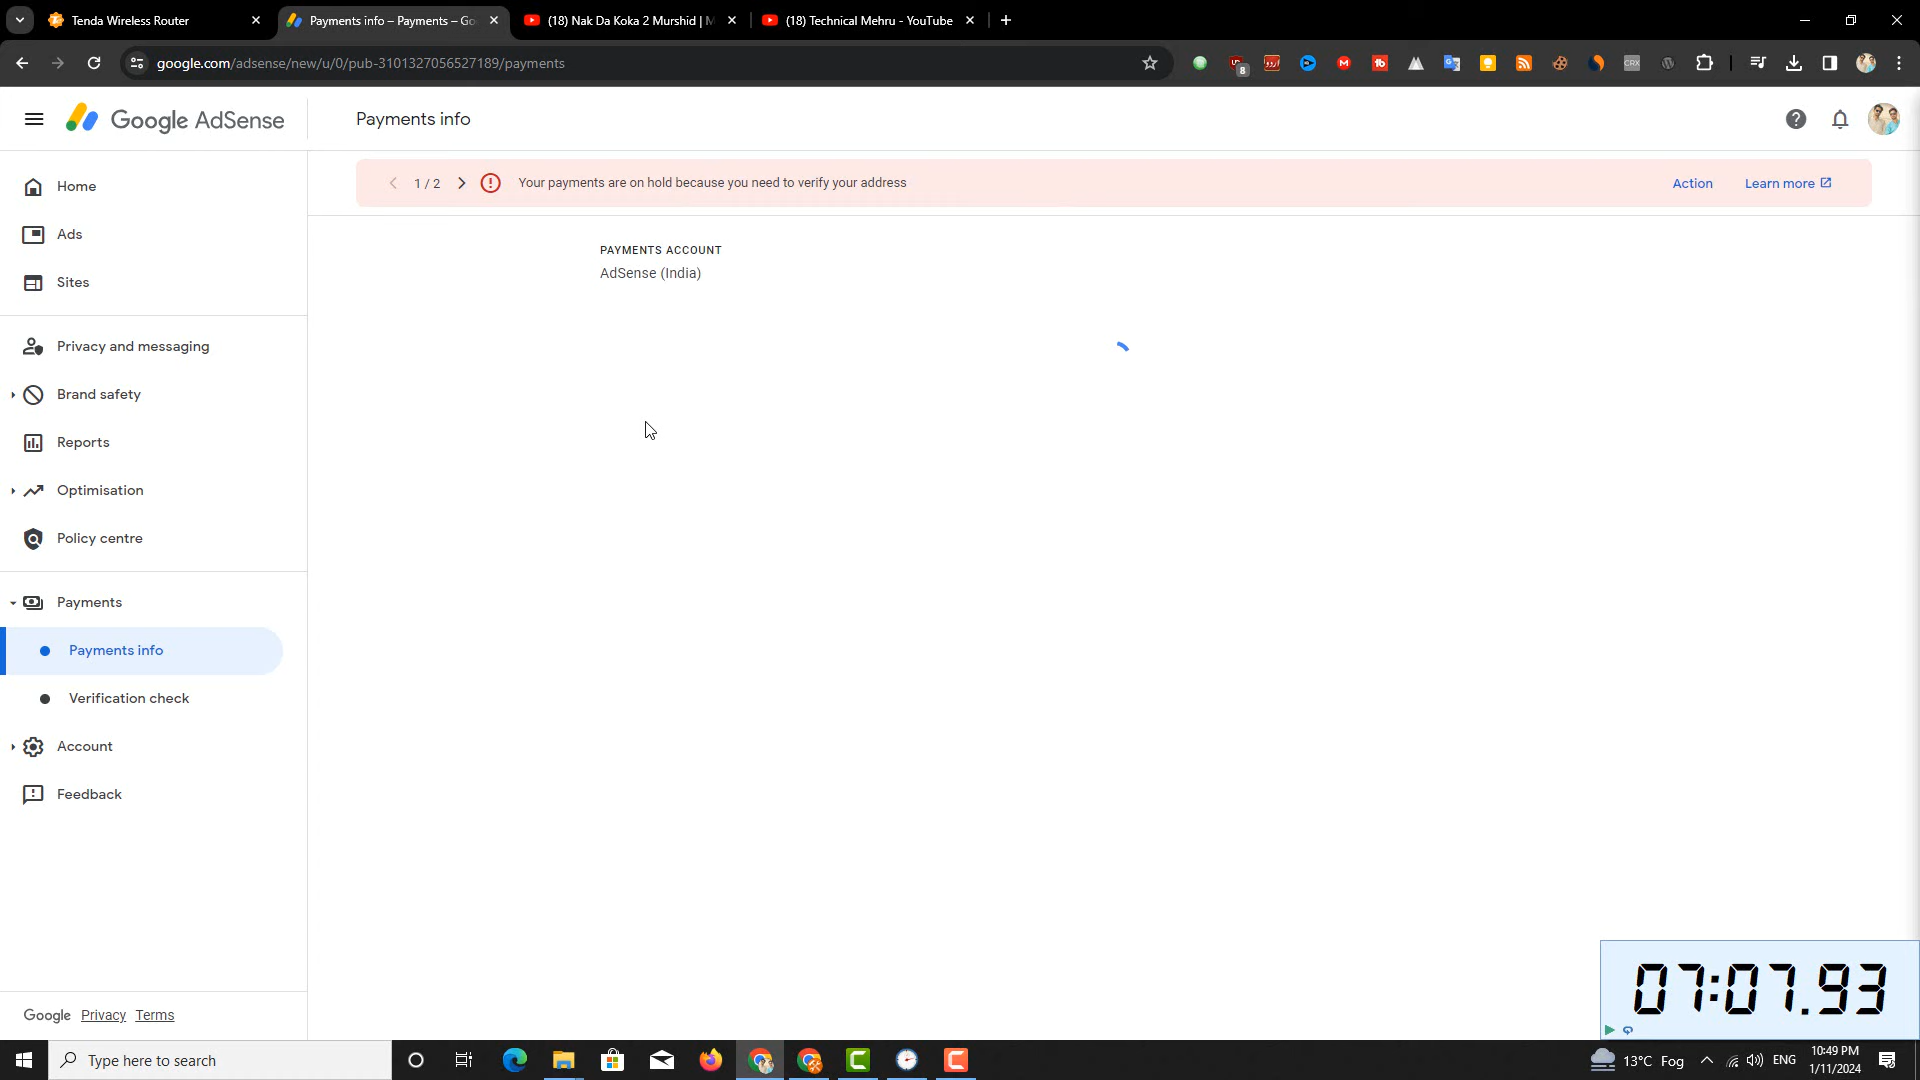 Tenda Wireless Router
Payments info – Payments – Go
(18) Nak Da Koka 2 Murshid | M
(18) Technical Mehru - YouTube
google.com/adsense/new/u/0/pub-3101327056527189/payments
8
CRX
Google AdSense
Payments info
Home
Ads
Sites
Privacy and messaging
Brand safety
Reports
Optimisation
Policy centre
Payments
Payments info
Verification check
Account
Feedback
Google Privacy Terms
1 / 2
Your payments are on hold because you need to verify your address
Action
Learn more
PAYMENTS ACCOUNT
AdSense (India)
07:07.93
Type here to search
13°C Fog
ENG
10:49 PM
1/11/2024